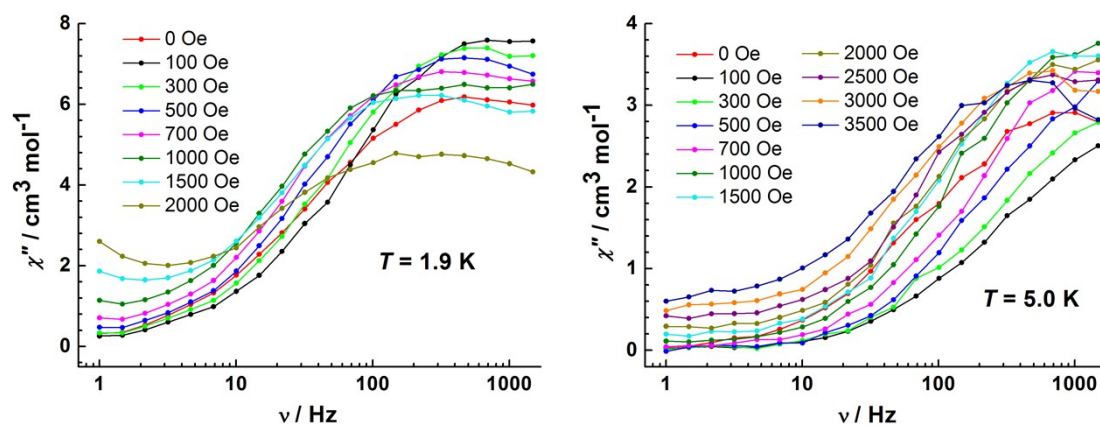 8
6
4
2
0
χ″ / cm³ mol⁻¹
0 Oe
100 Oe
300 Oe
500 Oe
700 Oe
1000 Oe
1500 Oe
2000 Oe
T = 1.9 K
1 10 100 1000
ν / Hz
4
3
2
1
0
χ″ / cm³ mol⁻¹
0 Oe
100 Oe
300 Oe
500 Oe
700 Oe
1000 Oe
1500 Oe
2000 Oe
2500 Oe
3000 Oe
3500 Oe
T = 5.0 K
1 10 100 1000
ν / Hz